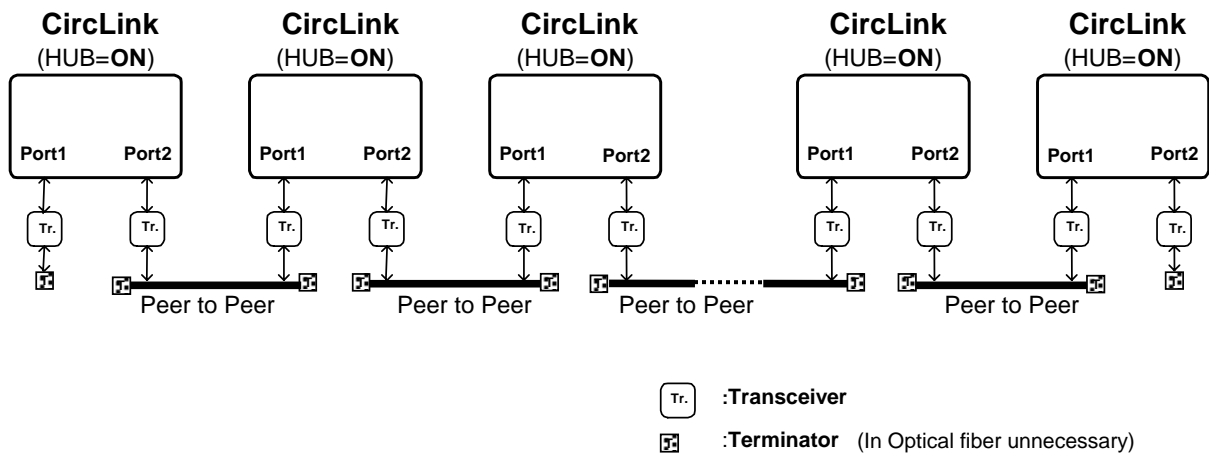 CircLink CircLink CircLink CircLink CircLink
(HUB=ON) (HUB=ON) (HUB=ON) (HUB=ON) (HUB=ON)
Port1 Port2 Port1 Port2 Port1 Port2 Port1 Port2 Port1 Port2
Tr. Tr. Tr. Tr. Tr. Tr. Tr. Tr. Tr. Tr.
Peer to Peer Peer to Peer Peer to Peer Peer to Peer
Tr. :Transceiver
:Terminator (In Optical fiber unnecessary)